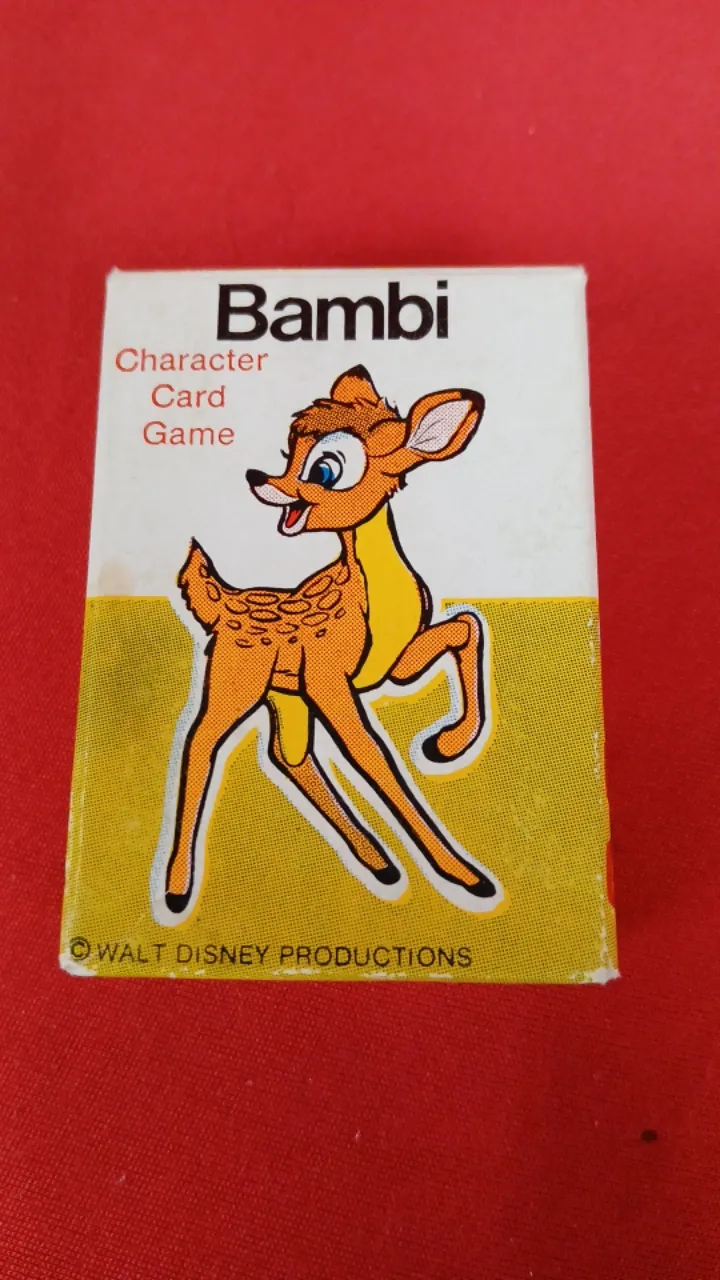 Bambi
Character
Card
Game
© WALT DISNEY PRODUCTIONS